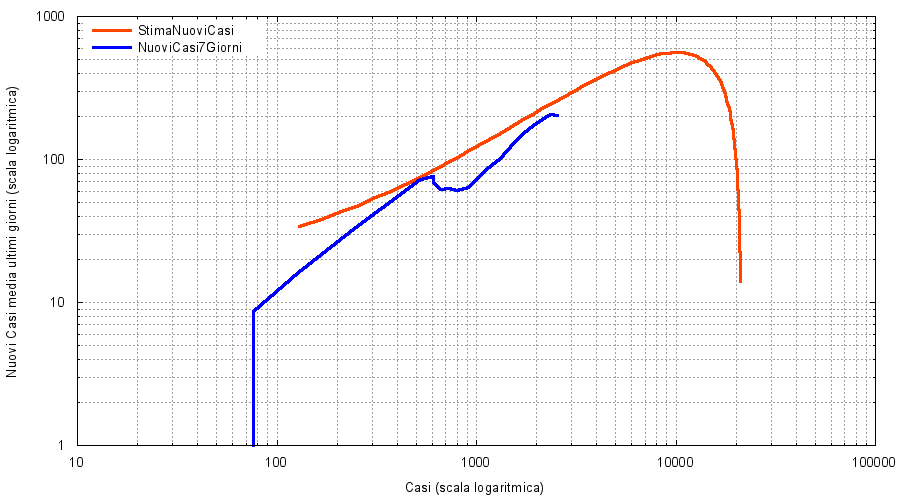 1000
StimaNuoviCasi
NuoviCasi7Giorni
100
10
1
10
100
1000
10000
100000
Nuovi Casi media ultimi giorni (scala logaritmica)
Casi (scala logaritmica)